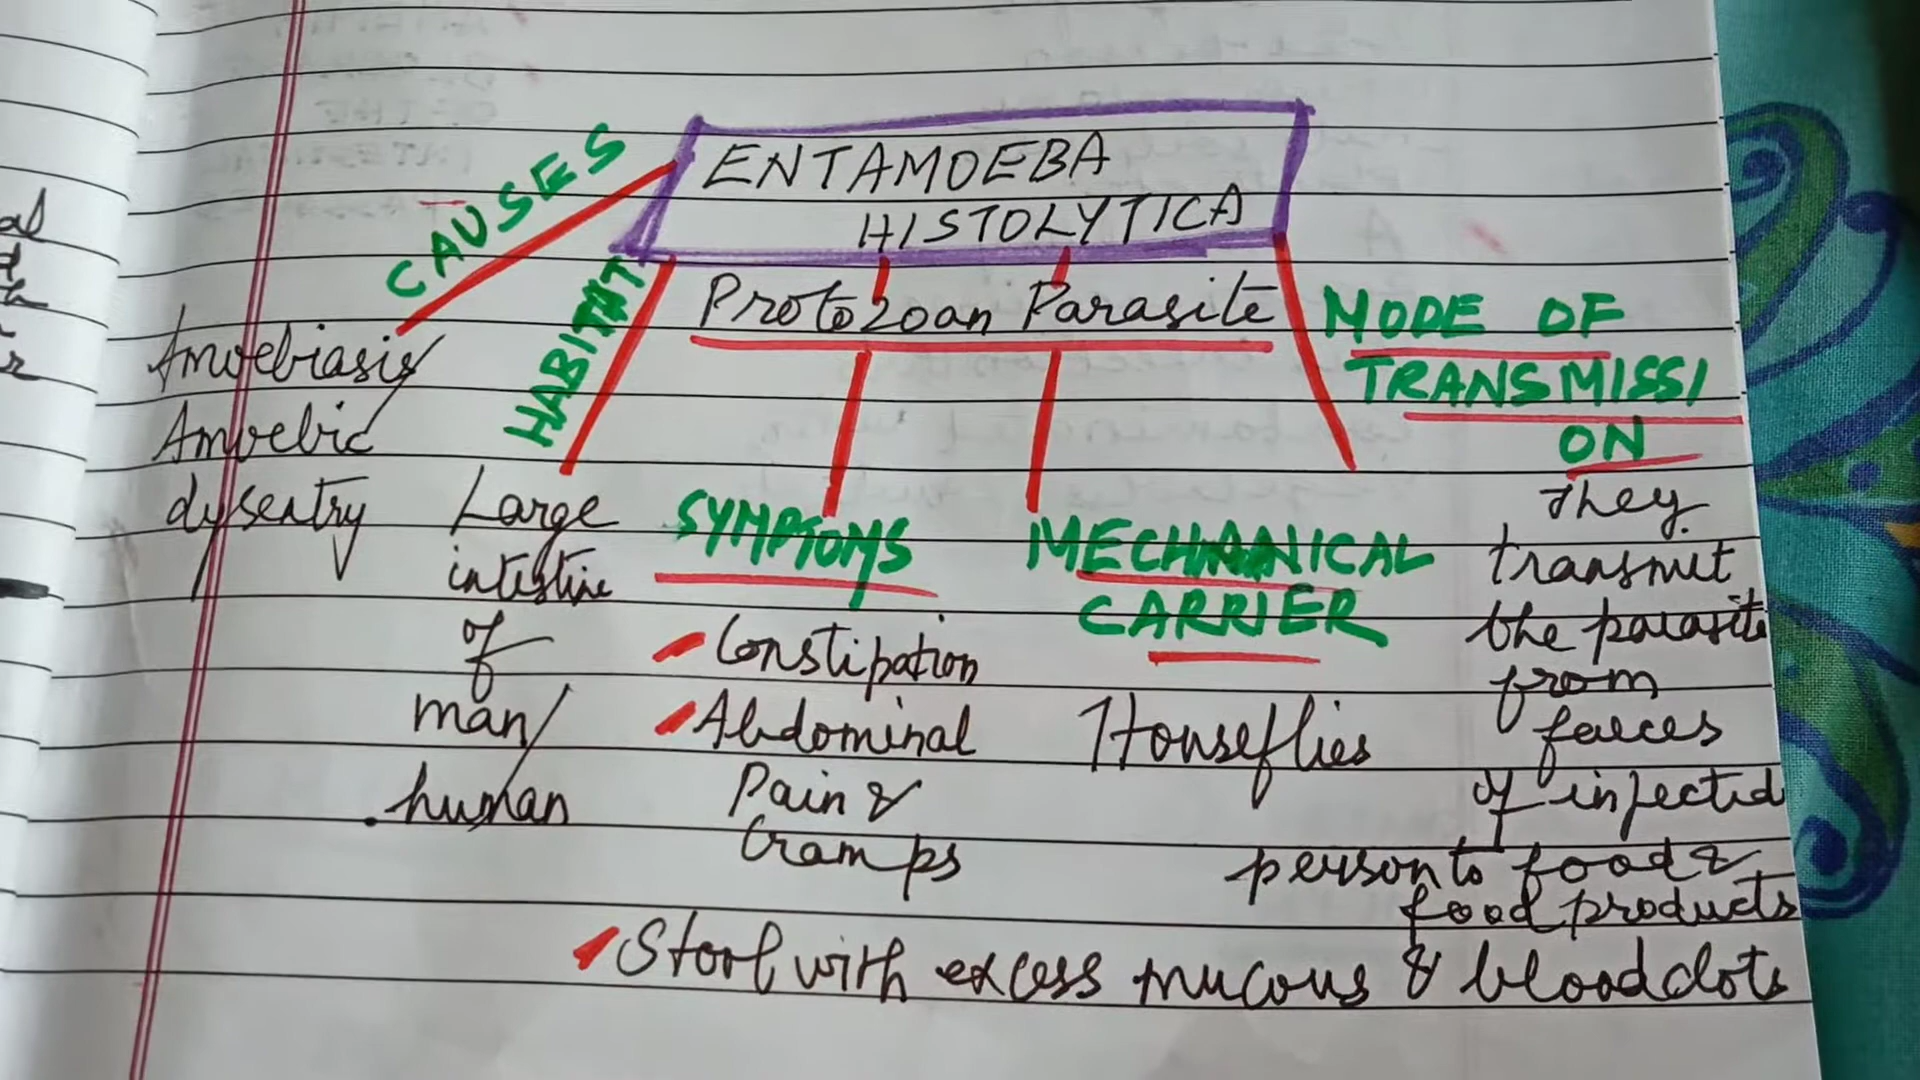 ENTAMOEBA
HISTOLYTICA
Protozoan Parasite
CAUSES
Amoebiasis/
Amoebic
dysentry
HABITAT
Large
intestine
of
man/
human
SYMPTOMS
Constipation
Abdominal
Pain &
Cramps
Stool with excess mucous & blood clots
MECHANICAL
CARRIER
Houseflies
MODE OF
TRANSMISSI
ON
They
transmit
the parasite
from
faeces
of infected
person to food &
food products